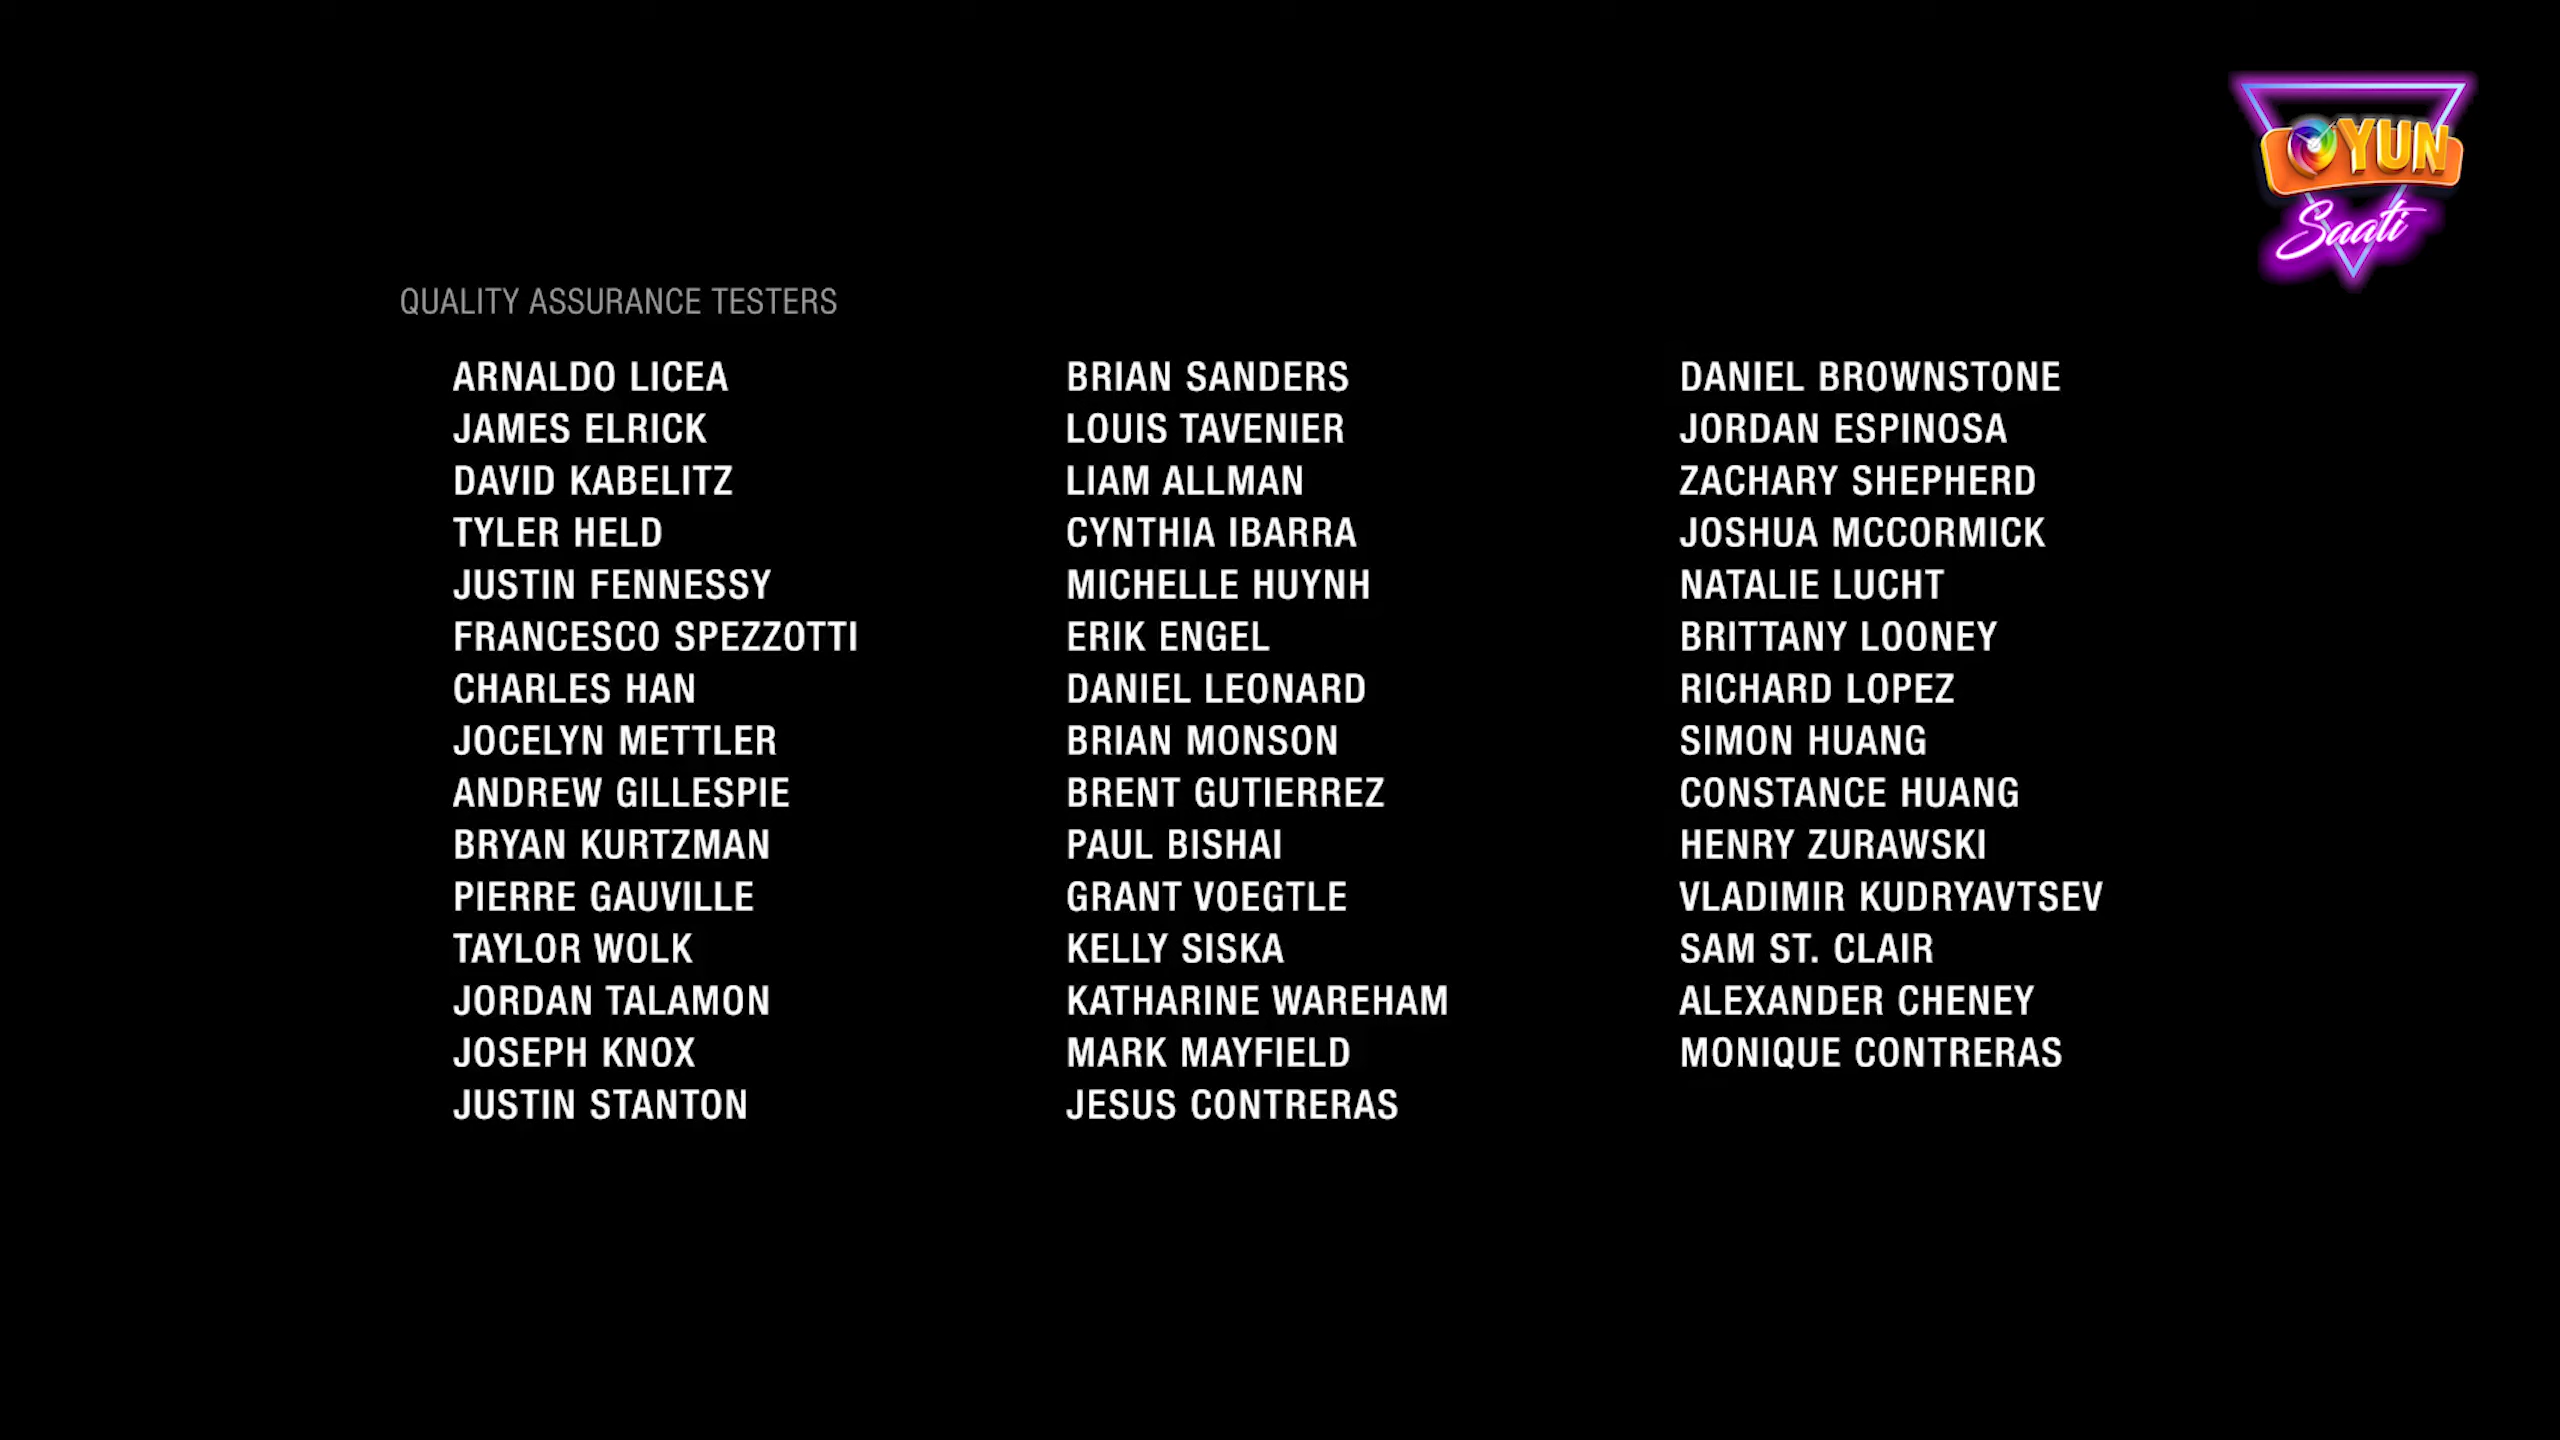 OYUN
Saati
QUALITY ASSURANCE TESTERS
ARNALDO LICEA
JAMES ELRICK
DAVID KABELITZ
TYLER HELD
JUSTIN FENNESSY
FRANCESCO SPEZZOTTI
CHARLES HAN
JOCELYN METTLER
ANDREW GILLESPIE
BRYAN KURTZMAN
PIERRE GAUVILLE
TAYLOR WOLK
JORDAN TALAMON
JOSEPH KNOX
JUSTIN STANTON
BRIAN SANDERS
LOUIS TAVENIER
LIAM ALLMAN
CYNTHIA IBARRA
MICHELLE HUYNH
ERIK ENGEL
DANIEL LEONARD
BRIAN MONSON
BRENT GUTIERREZ
PAUL BISHAI
GRANT VOEGTLE
KELLY SISKA
KATHARINE WAREHAM
MARK MAYFIELD
JESUS CONTRERAS
DANIEL BROWNSTONE
JORDAN ESPINOSA
ZACHARY SHEPHERD
JOSHUA MCCORMICK
NATALIE LUCHT
BRITTANY LOONEY
RICHARD LOPEZ
SIMON HUANG
CONSTANCE HUANG
HENRY ZURAWSKI
VLADIMIR KUDRYAVTSEV
SAM ST. CLAIR
ALEXANDER CHENEY
MONIQUE CONTRERAS